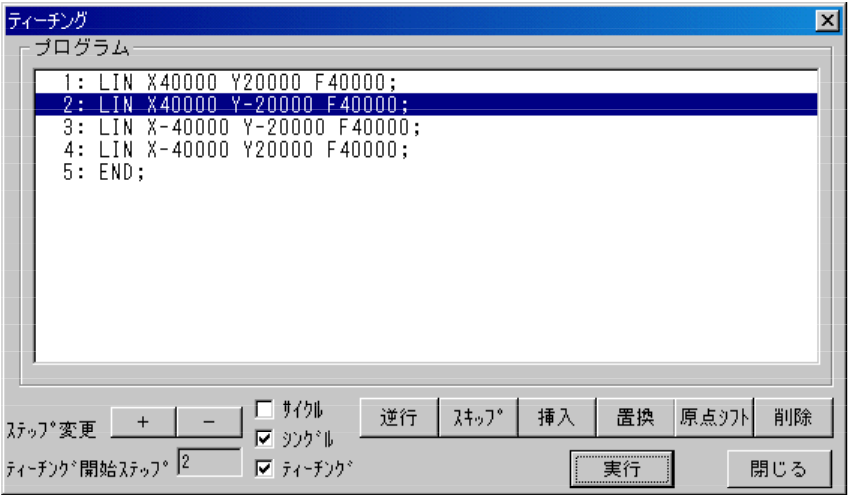 ティーチング
プログラム
1: LIN X40000 Y20000 F40000;
2: LIN X40000 Y-20000 F40000;
3: LIN X-40000 Y-20000 F40000;
4: LIN X-40000 Y20000 F40000;
5: END;
ステップ変更 + -
ティーチング開始ステップ 2
サイクル
シングル
ティーチング
逆行 スキップ 挿入 置換 原点シフト 削除
実行 閉じる